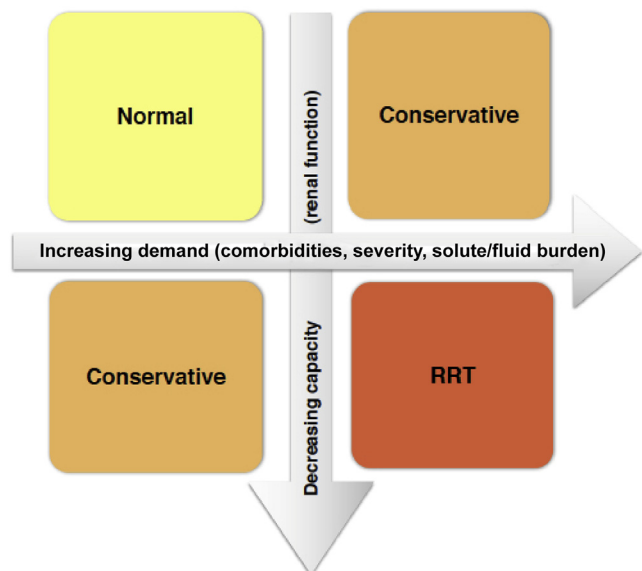 Normal
Conservative
Increasing demand (comorbidities, severity, solute/fluid burden)
Decreasing capacity (renal function)
Conservative
RRT